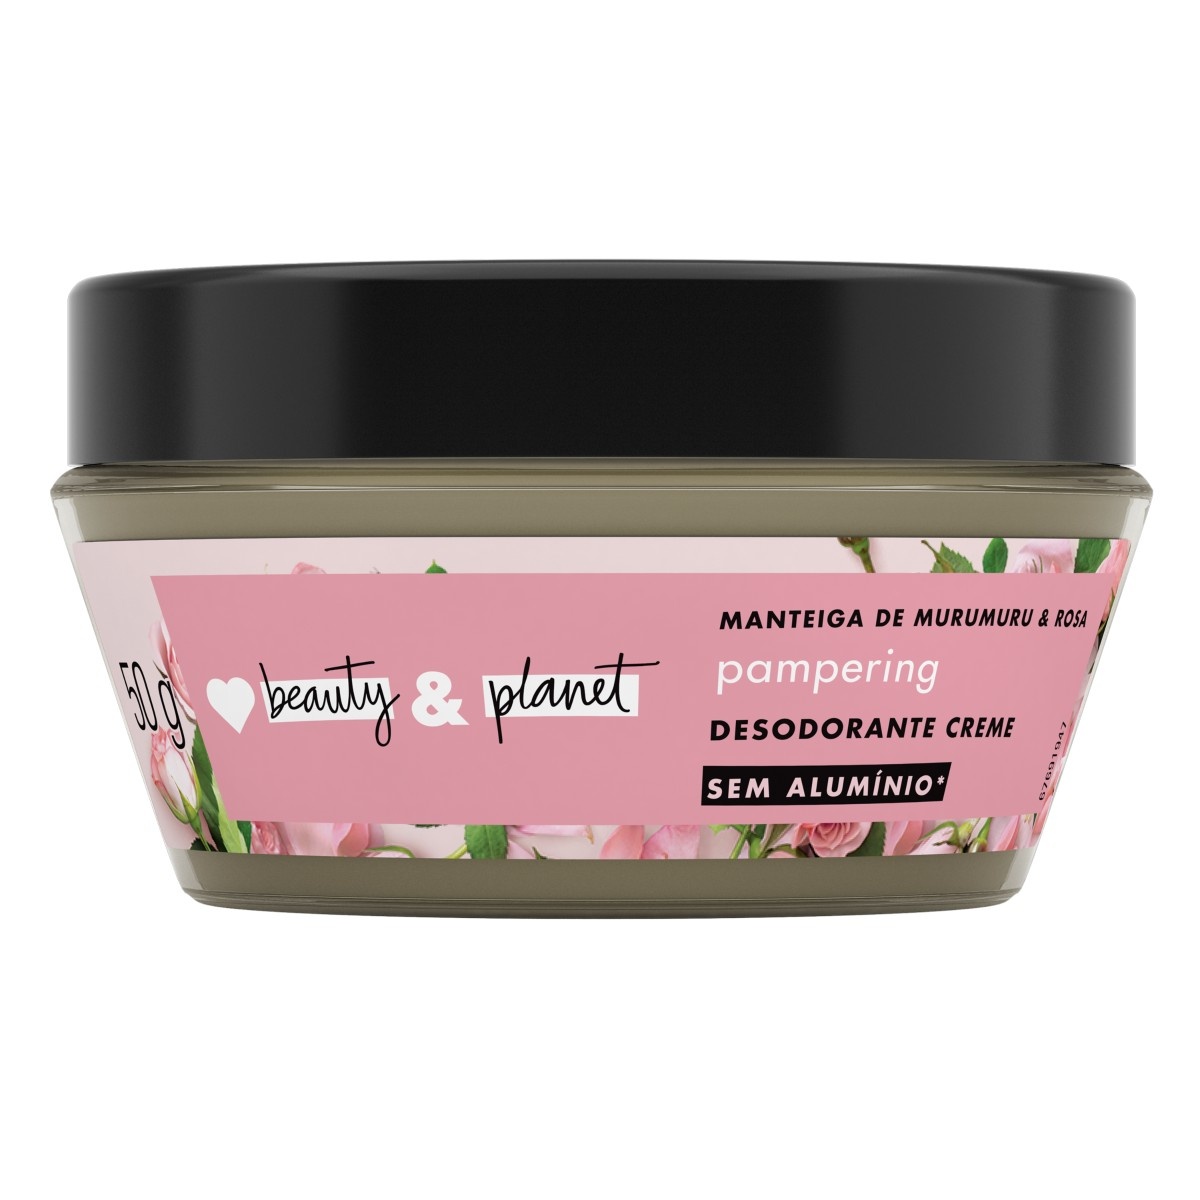 50 g
beauty & planet
MANTEIGA DE MURUMURU & ROSA
pampering
DESODORANTE CREME
SEM ALUMÍNIO*
67691947